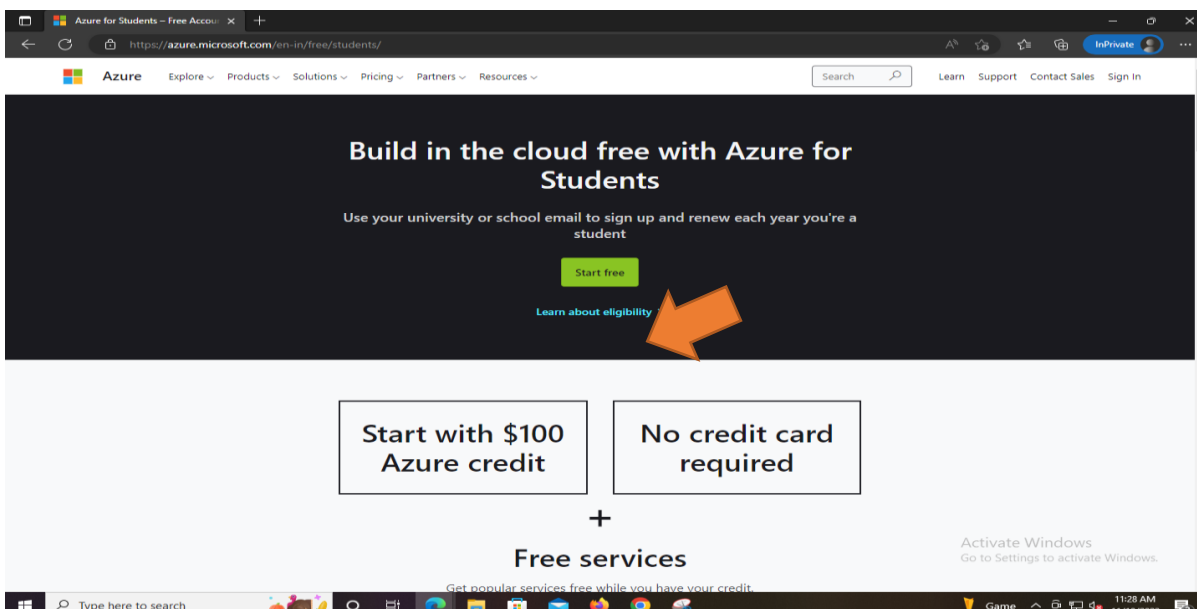 Azure for Students – Free Accou
https://azure.microsoft.com/en-in/free/students/
InPrivate
Azure Explore Products Solutions Pricing Partners Resources Search Learn Support Contact Sales Sign In
Build in the cloud free with Azure for
Students
Use your university or school email to sign up and renew each year you're a
student
Start free
Learn about eligibility
Start with $100
Azure credit
No credit card
required
+
Free services
Get popular services free while you have your credit.
Activate Windows
Go to Settings to activate Windows.
Type here to search
Game
11:28 AM